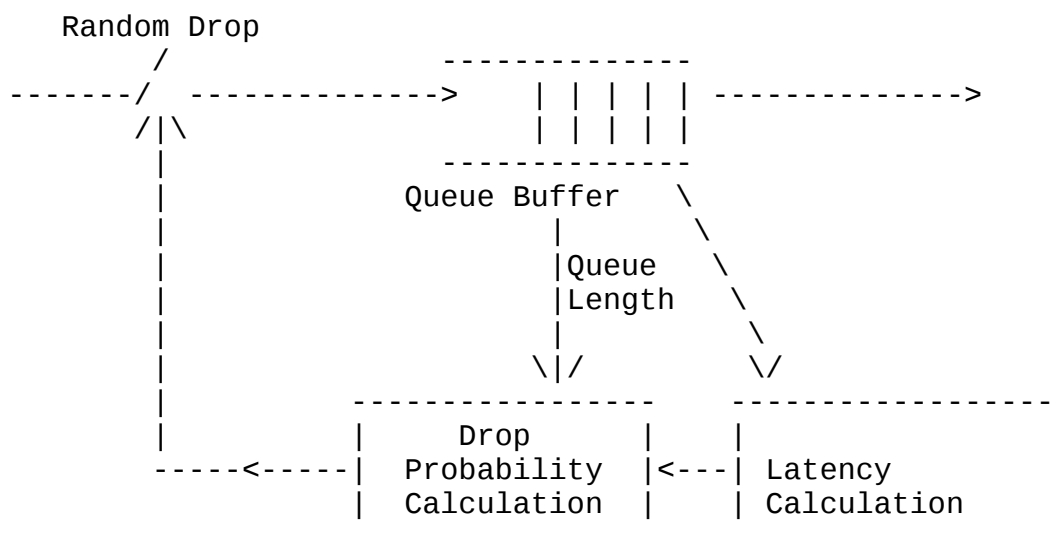 Random Drop
Queue Buffer
Queue
Length
Drop
Probability
Calculation
Latency
Calculation